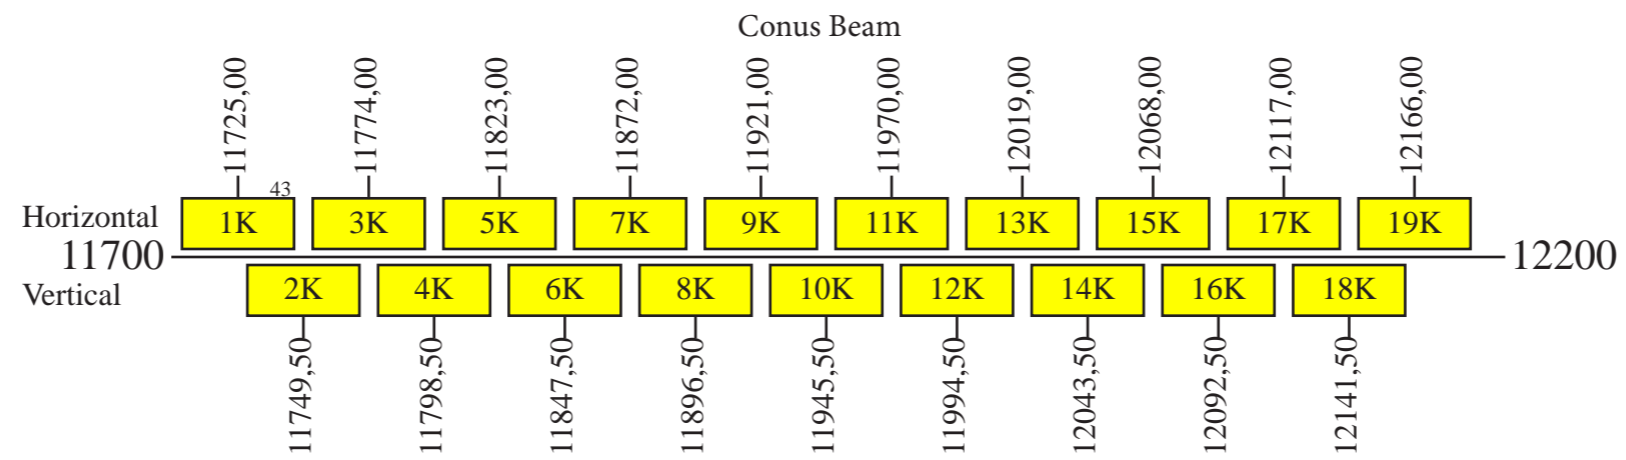 Conus Beam
11725,00 11774,00 11823,00 11872,00 11921,00 11970,00 12019,00 12068,00 12117,00 12166,00
43
Horizontal 1K 3K 5K 7K 9K 11K 13K 15K 17K 19K
11700 12200
Vertical 2K 4K 6K 8K 10K 12K 14K 16K 18K
11749,50 11798,50 11847,50 11896,50 11945,50 11994,50 12043,50 12092,50 12141,50